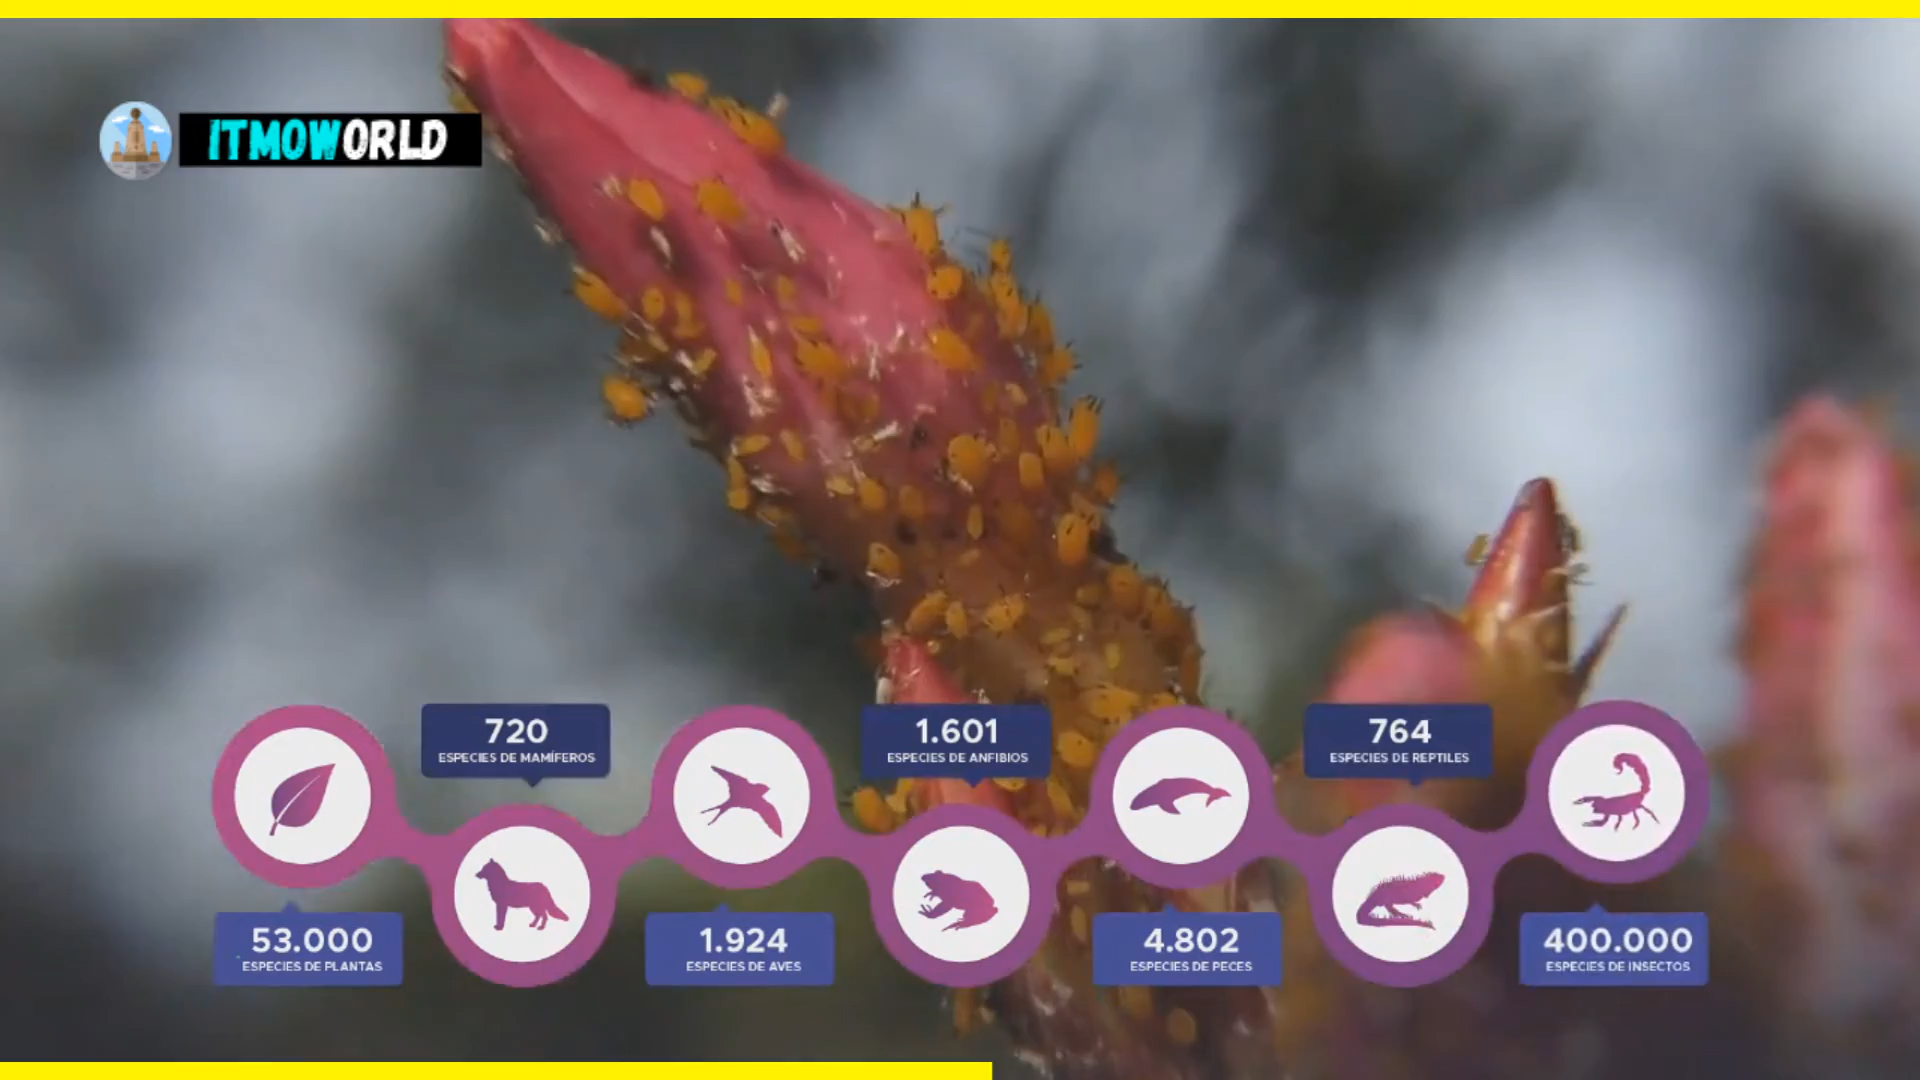 ITMOWORLD
720
ESPECIES DE MAMÍFEROS
1.601
ESPECIES DE ANFIBIOS
764
ESPECIES DE REPTILES
53.000
ESPECIES DE PLANTAS
1.924
ESPECIES DE AVES
4.802
ESPECIES DE PECES
400.000
ESPECIES DE INSECTOS